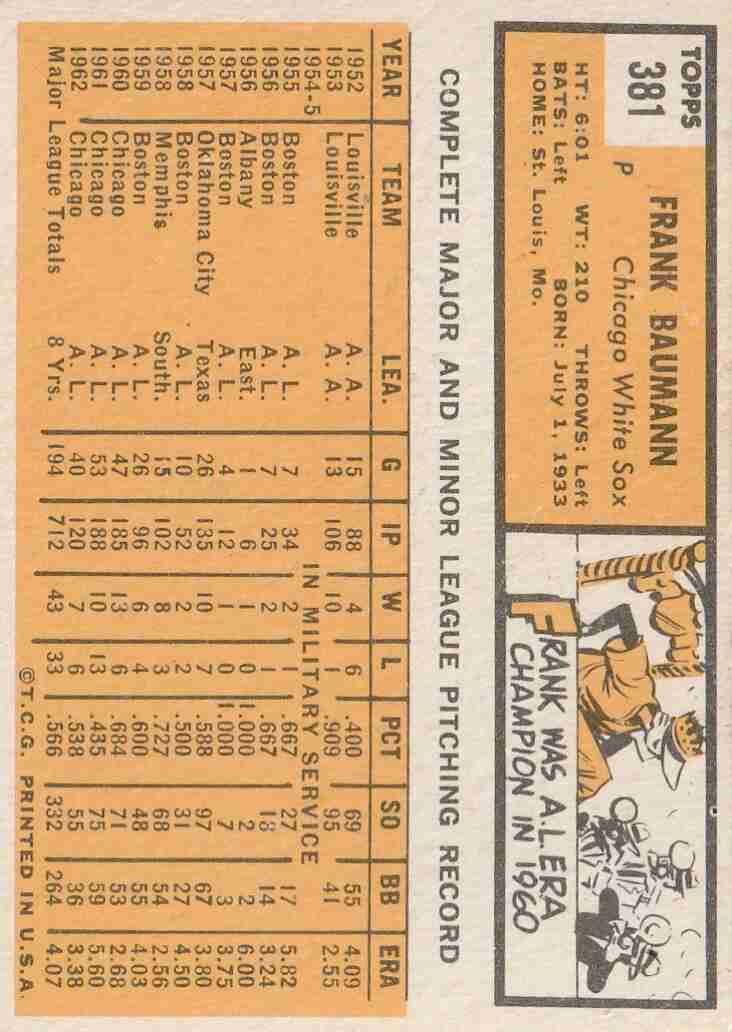 TOPPS
381
P
FRANK BAUMANN
Chicago White Sox
HT: 6:01 WT: 210 THROWS: Left
BATS: Left BORN: July 1, 1933
HOME: St. Louis, Mo.
FRANK WAS A.L. ERA
CHAMPION IN 1960
COMPLETE MAJOR AND MINOR LEAGUE PITCHING RECORD
YEAR TEAM LEA. G IP W L PCT SO BB ERA
1952 Louisville A. A. 15 88 4 6 .400 69 55 4.09
1953 Louisville A. A. 13 106 10 1 .909 95 41 2.55
1954-5 IN MILITARY SERVICE
1955 Boston A. L. 7 34 2 1 .667 27 17 5.82
1956 Boston A. L. 7 25 2 1 .667 18 14 3.24
1956 Albany East. 1 6 1 0 1.000 2 2 6.00
1957 Boston A. L. 4 12 1 0 1.000 7 3 3.75
1957 Oklahoma City Texas 26 135 10 7 .588 97 67 3.80
1958 Boston A. L. 10 52 2 2 .500 31 27 4.50
1958 Memphis South. 15 102 8 3 .727 68 54 2.56
1959 Boston A. L. 26 96 6 4 .600 48 55 4.03
1960 Chicago A. L. 47 185 13 6 .684 71 53 2.68
1961 Chicago A. L. 53 188 10 13 .435 75 59 5.60
1962 Chicago A. L. 40 120 7 6 .538 55 36 3.38
Major League Totals 8 Yrs. 194 712 43 33 .566 332 264 4.07
©T.C.G. PRINTED IN U.S.A.